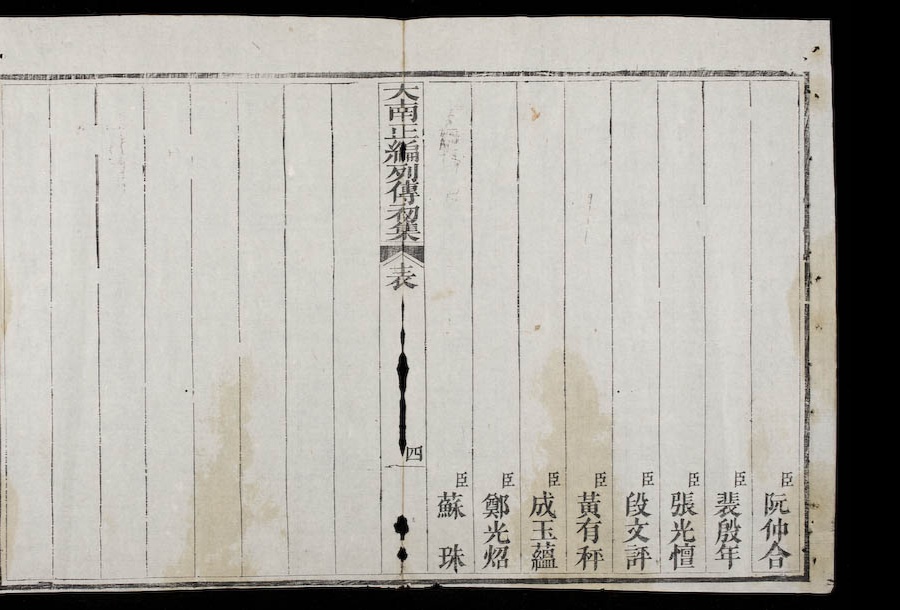 臣阮仲合
臣裴殷年
臣張光憻
臣段文評
臣黃有秤
臣成玉蘊
臣鄭光炤
臣蘇珠
大南正編列傳初集 表 四